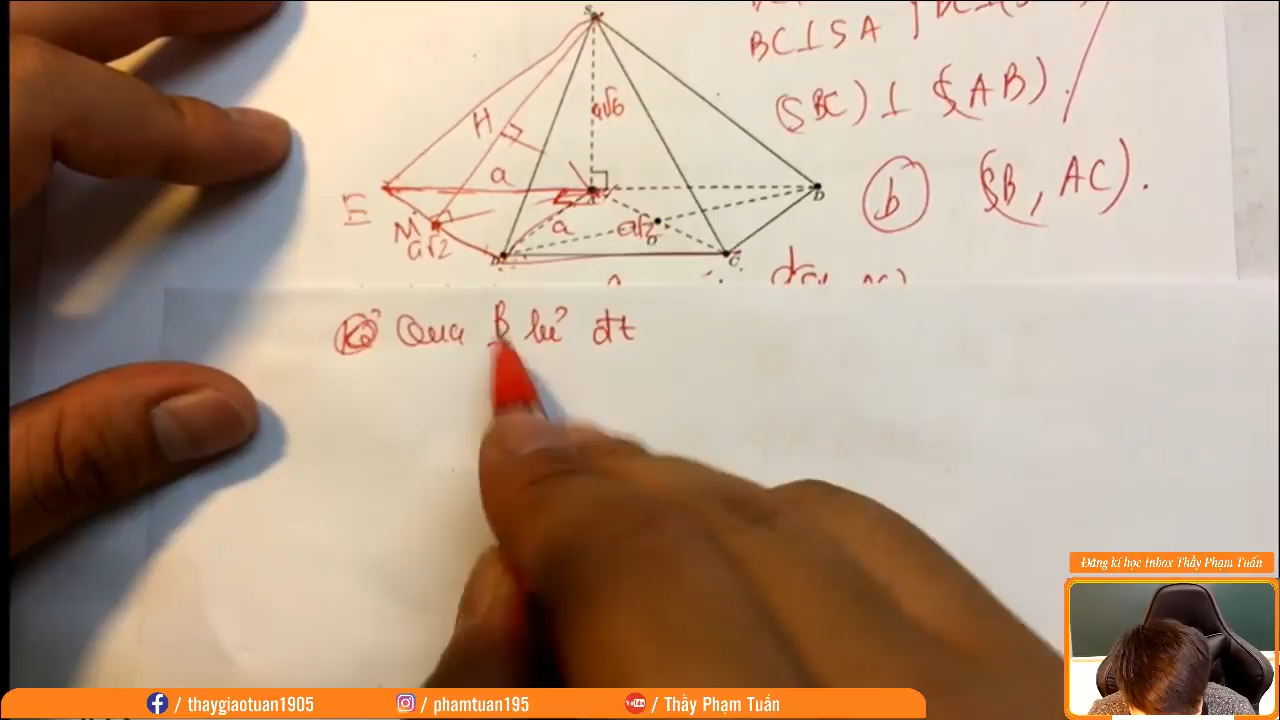 S
BC⊥SA
(SBC) ⊥ (SAB).
H
a√6
a
E
M
a√2
a
a√2
O
D
C
b (SB, AC).
Kẻ Qua B kẻ đt
Đăng kí học Inbox Thầy Phạm Tuấn
/ thaygiaotuan1905
/ phamtuan195
/ Thầy Phạm Tuấn